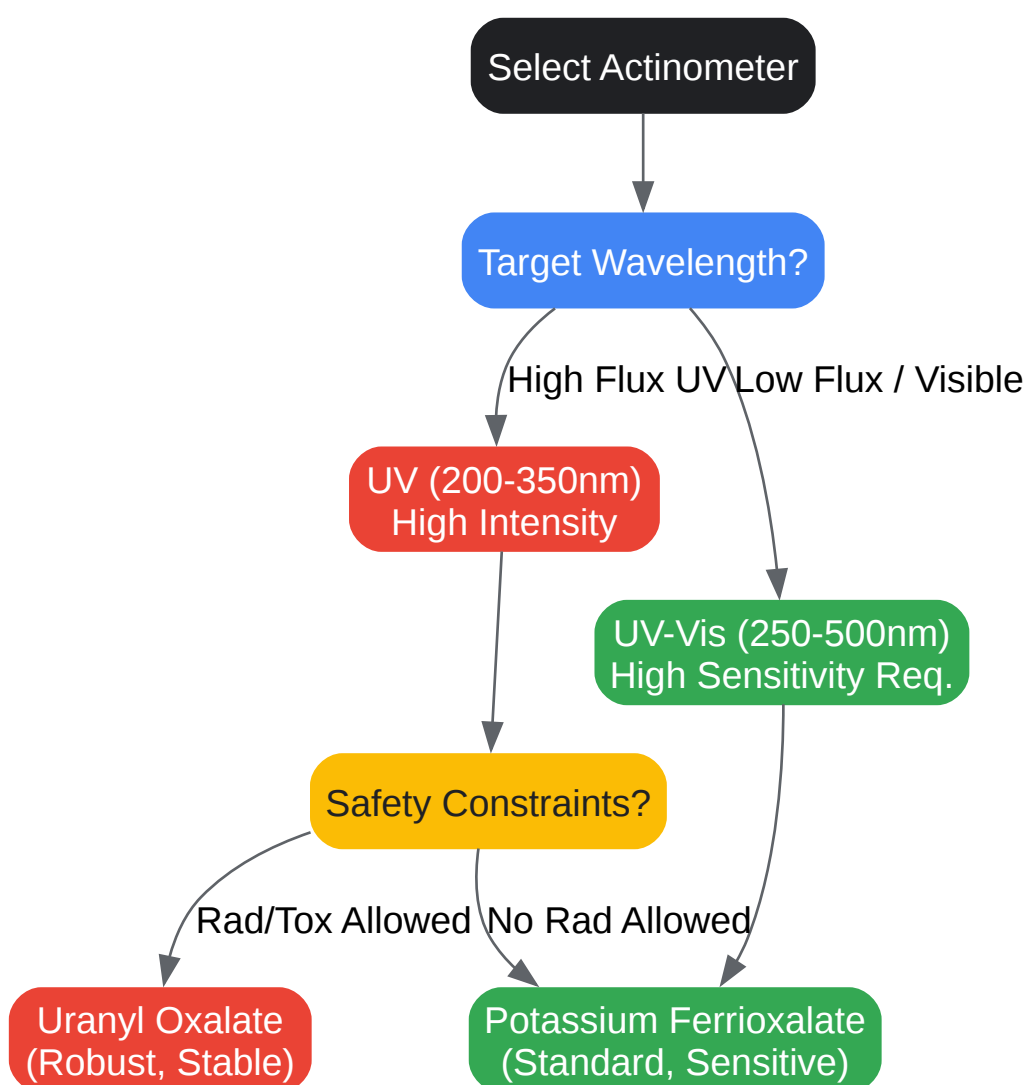 Select Actinometer
Target Wavelength?
High Flux UV
Low Flux / Visible
UV (200-350nm)
High Intensity
UV-Vis (250-500nm)
High Sensitivity Req.
Safety Constraints?
Rad/Tox Allowed
No Rad Allowed
Uranyl Oxalate
(Robust, Stable)
Potassium Ferrioxalate
(Standard, Sensitive)